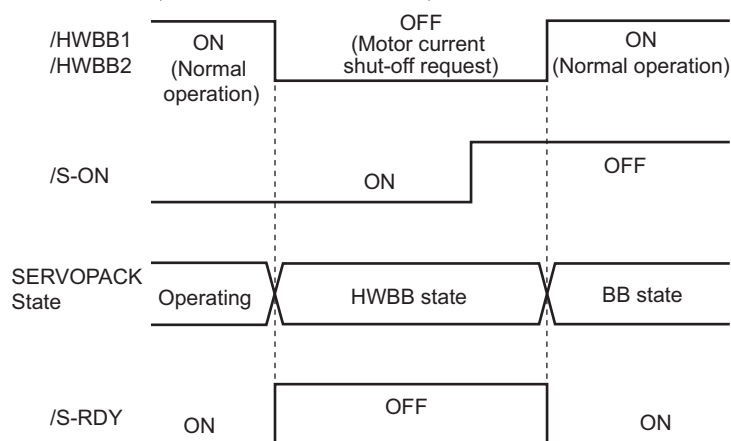 /HWBB1
/HWBB2
ON
(Normal
operation)
OFF
(Motor current
shut-off request)
ON
(Normal operation)
/S-ON
ON
OFF
SERVOPACK
State
Operating
HWBB state
BB state
/S-RDY
ON
OFF
ON